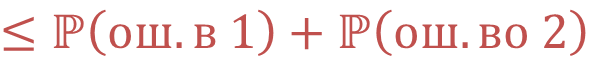 ≤ ℙ(ош. в 1) + ℙ(ош. во 2)